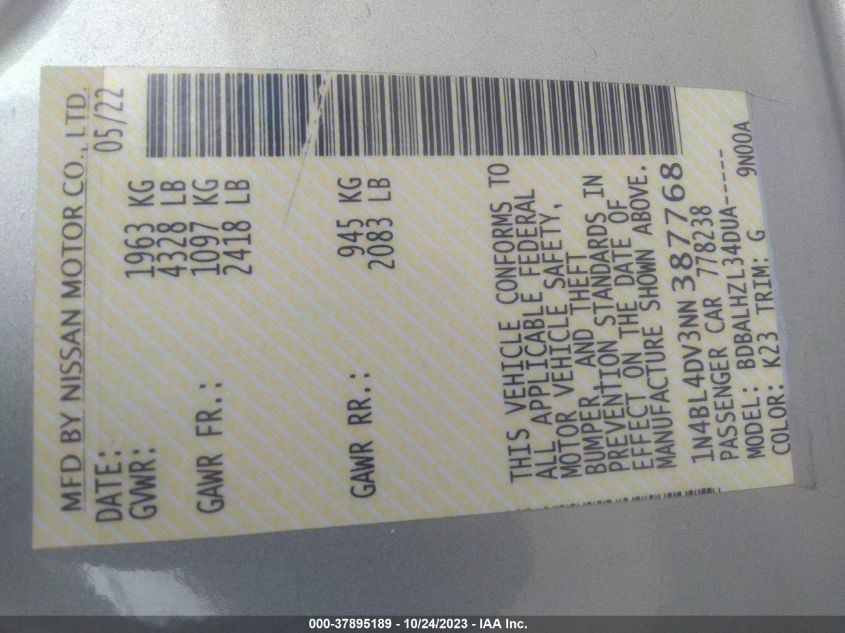 MFD BY NISSAN MOTOR CO., LTD.
DATE: 05/22
GVWR: 1963 KG
4328 LB
GAWR FR.: 1097 KG
2418 LB
GAWR RR.: 945 KG
2083 LB
THIS VEHICLE CONFORMS TO
ALL APPLICABLE FEDERAL
MOTOR VEHICLE SAFETY,
BUMPER AND THEFT
PREVENTION STANDARDS IN
EFFECT ON THE DATE OF
MANUFACTURE SHOWN ABOVE.
1N4BL4DV3NN387768
PASSENGER CAR 778238
MODEL: BDBALHZL34DUA-----
COLOR: K23 TRIM: G 9N00A
000-37895189 - 10/24/2023 - IAA Inc.